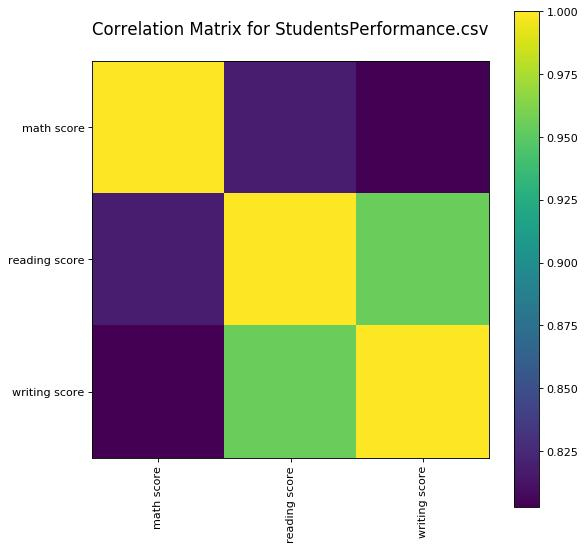 Correlation Matrix for StudentsPerformance.csv
math score
reading score
writing score
math score
reading score
writing score
1.000
0.975
0.950
0.925
0.900
0.875
0.850
0.825